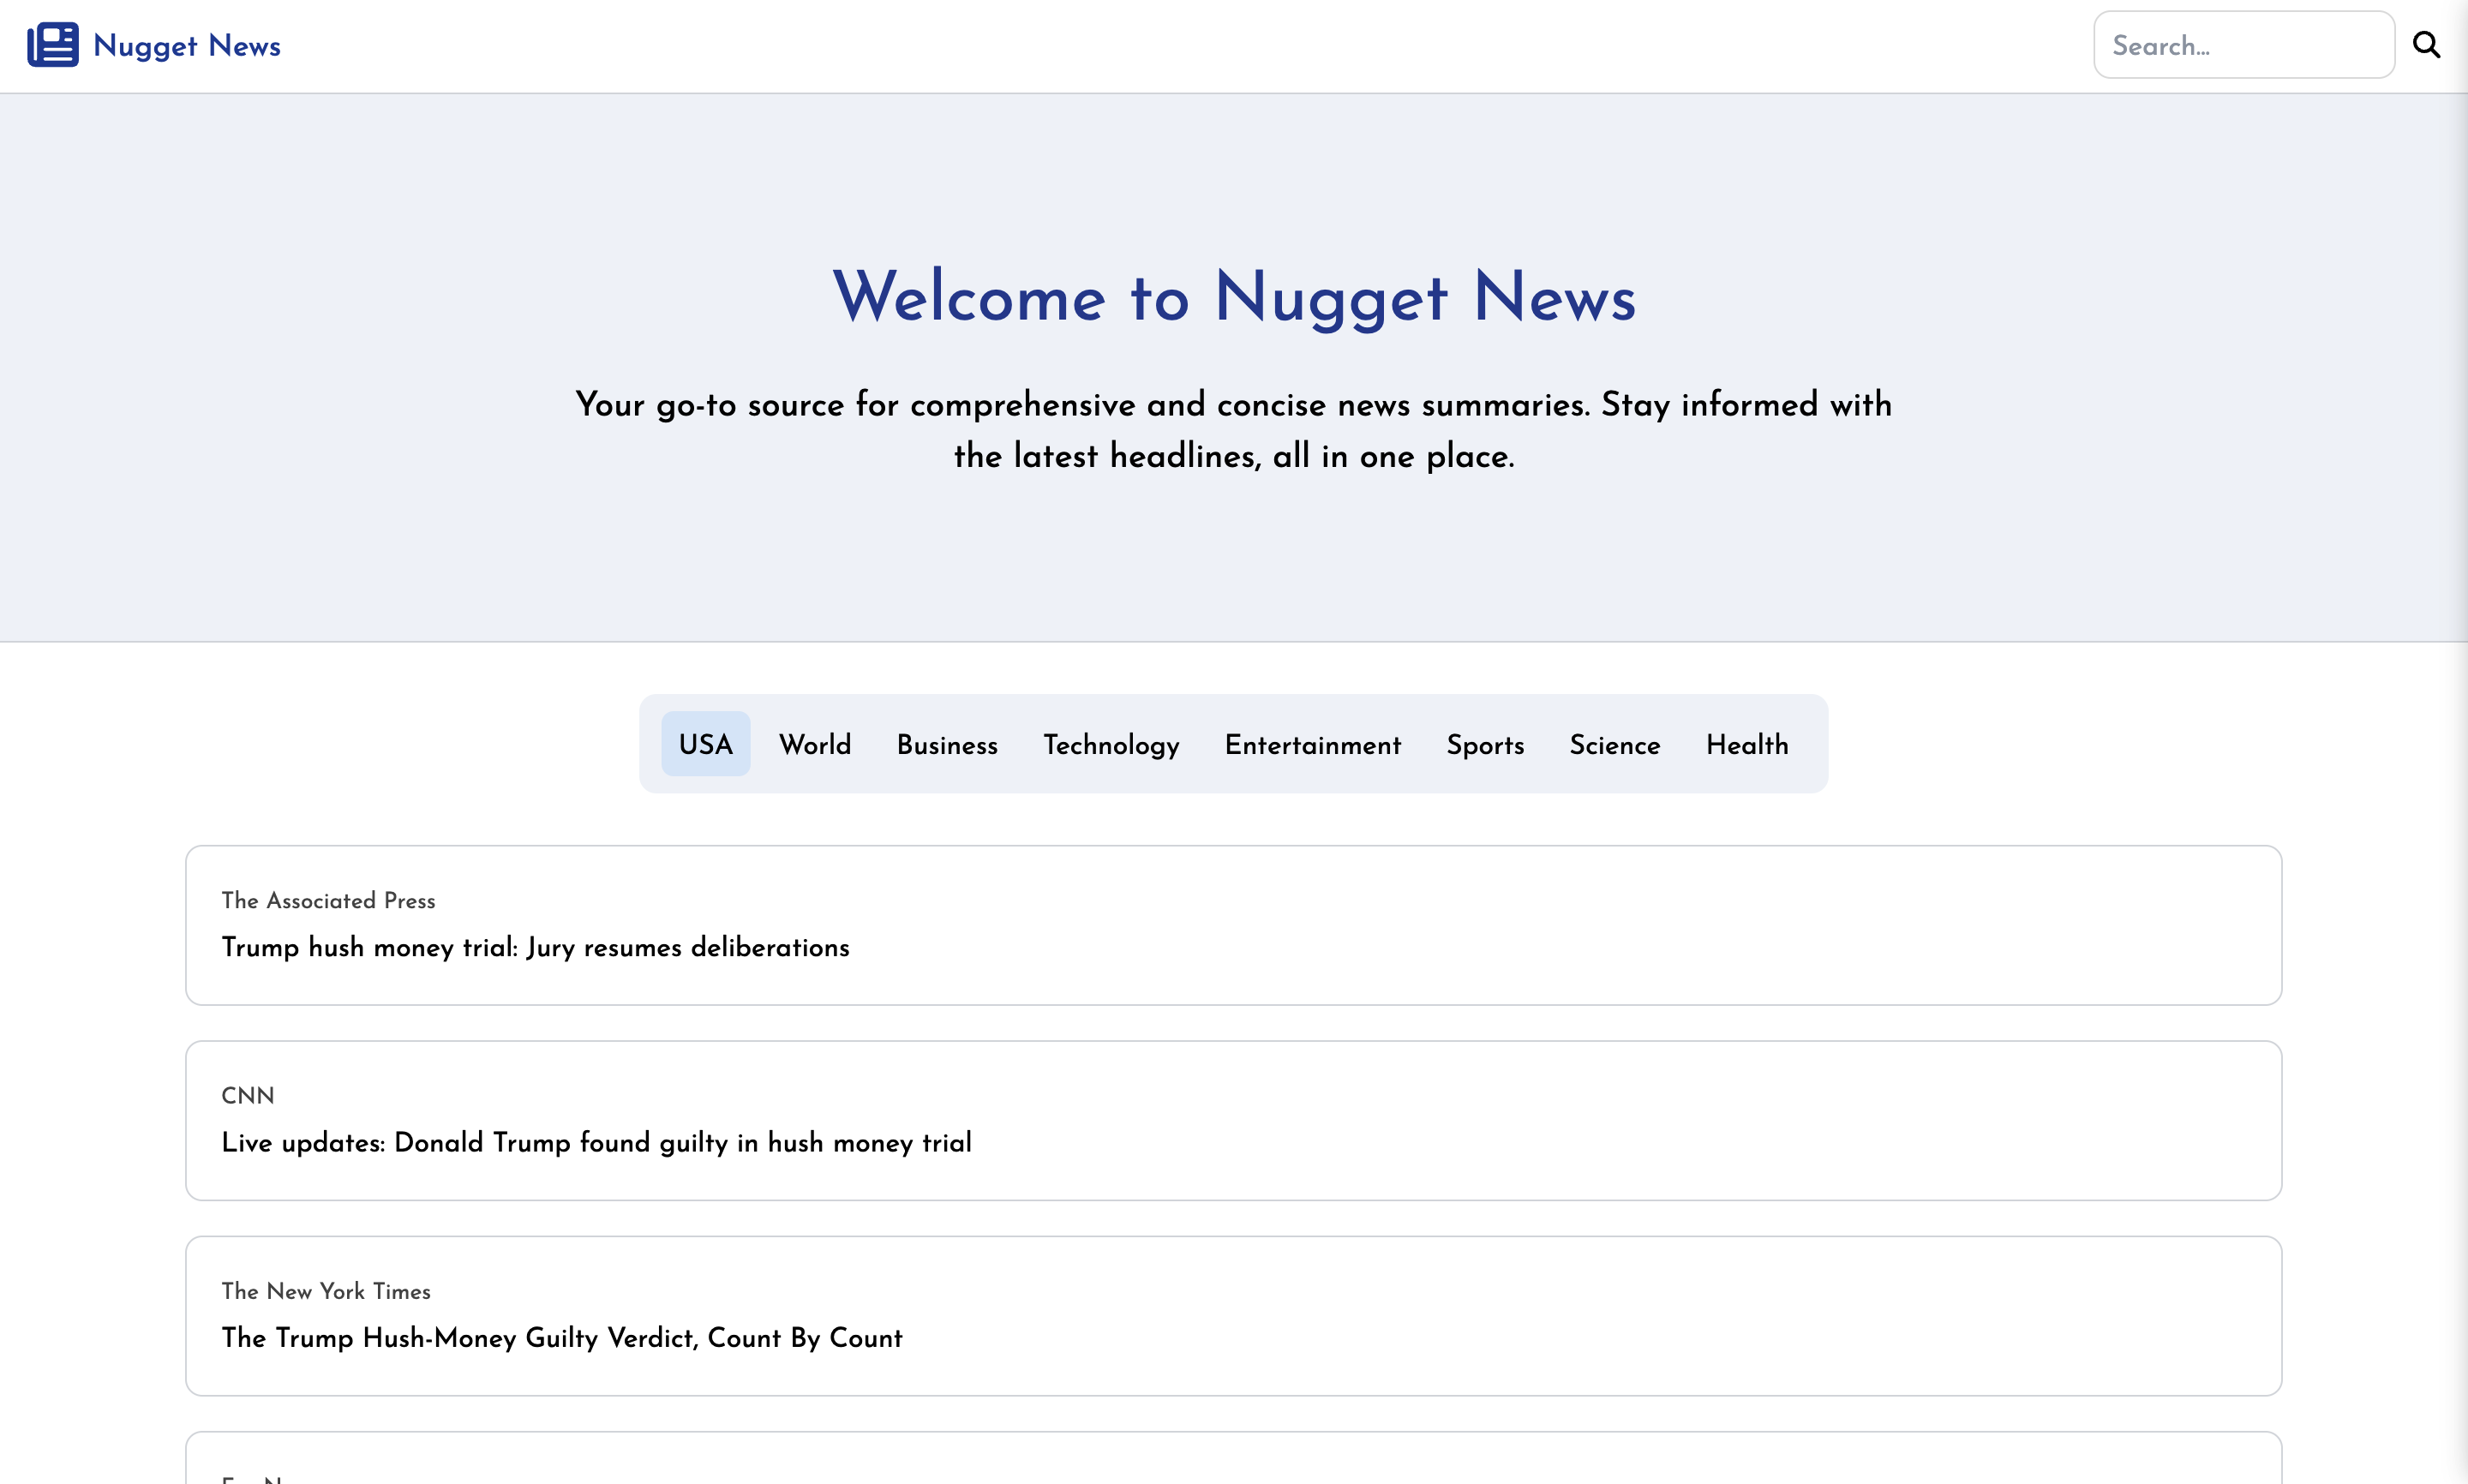 Nugget News
Search...
Welcome to Nugget News
Your go-to source for comprehensive and concise news summaries. Stay informed with
the latest headlines, all in one place.
USA World Business Technology Entertainment Sports Science Health
The Associated Press
Trump hush money trial: Jury resumes deliberations
CNN
Live updates: Donald Trump found guilty in hush money trial
The New York Times
The Trump Hush-Money Guilty Verdict, Count By Count